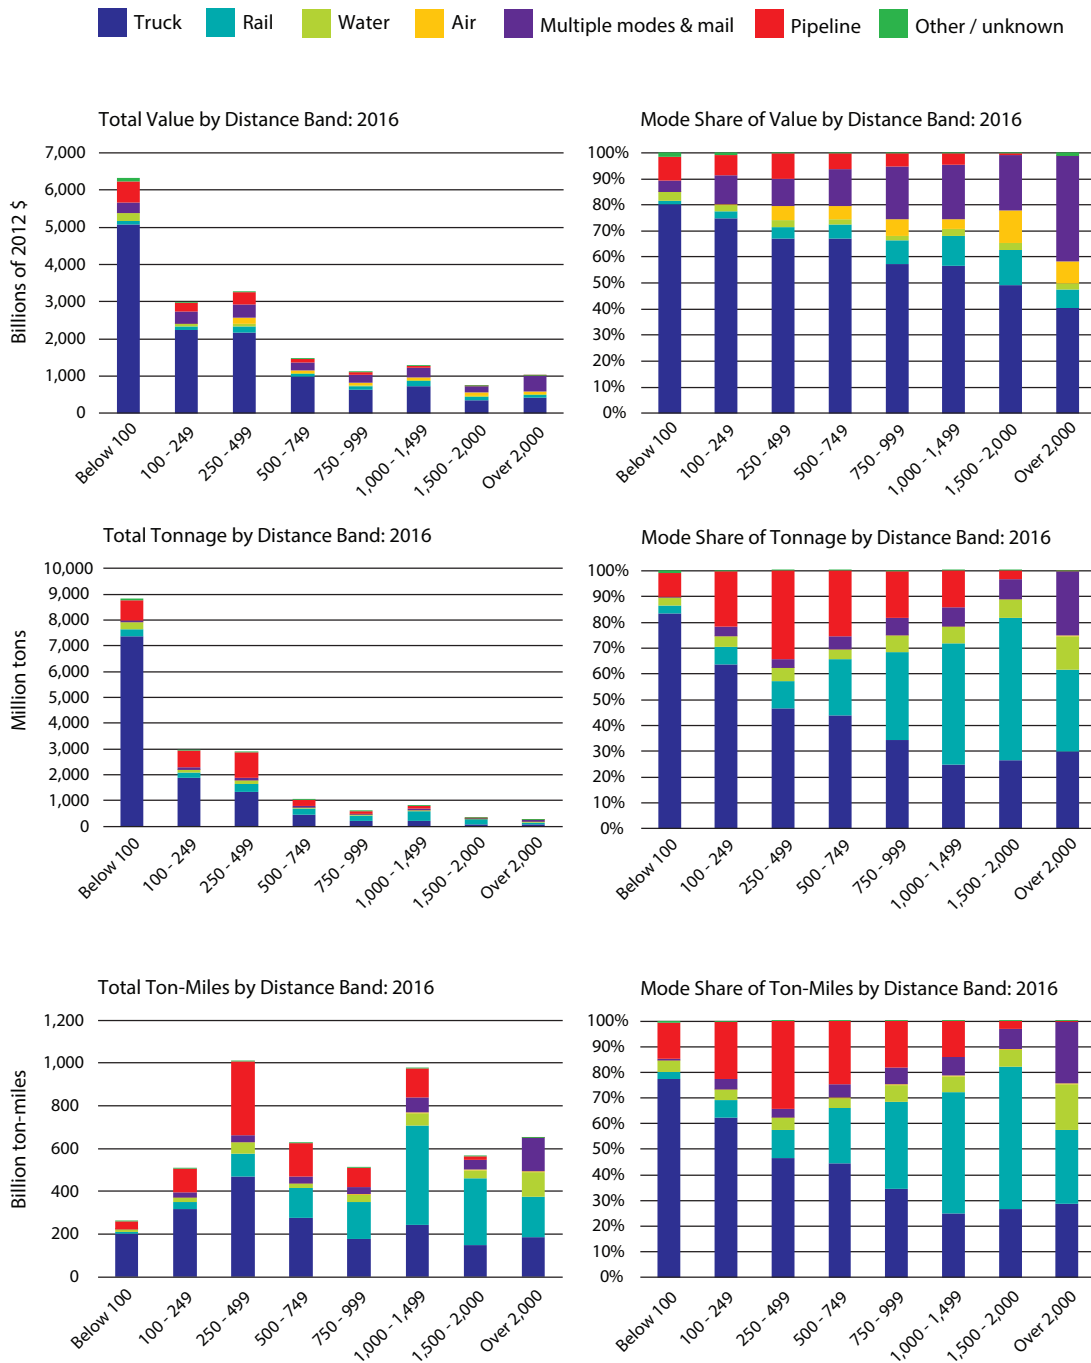 Truck Rail Water Air Multiple modes & mail Pipeline Other / unknown
Total Value by Distance Band: 2016
Billions of 2012 $
7,000
6,000
5,000
4,000
3,000
2,000
1,000
0
Below 100
100 - 249
250 - 499
500 - 749
750 - 999
1,000 - 1,499
1,500 - 2,000
Over 2,000
Mode Share of Value by Distance Band: 2016
100%
90%
80%
70%
60%
50%
40%
30%
20%
10%
0%
Below 100
100 - 249
250 - 499
500 - 749
750 - 999
1,000 - 1,499
1,500 - 2,000
Over 2,000
Total Tonnage by Distance Band: 2016
Million tons
10,000
9,000
8,000
7,000
6,000
5,000
4,000
3,000
2,000
1,000
0
Below 100
100 - 249
250 - 499
500 - 749
750 - 999
1,000 - 1,499
1,500 - 2,000
Over 2,000
Mode Share of Tonnage by Distance Band: 2016
100%
90%
80%
70%
60%
50%
40%
30%
20%
10%
0%
Below 100
100 - 249
250 - 499
500 - 749
750 - 999
1,000 - 1,499
1,500 - 2,000
Over 2,000
Total Ton-Miles by Distance Band: 2016
Billion ton-miles
1,200
1,000
800
600
400
200
0
Below 100
100 - 249
250 - 499
500 - 749
750 - 999
1,000 - 1,499
1,500 - 2,000
Over 2,000
Mode Share of Ton-Miles by Distance Band: 2016
100%
90%
80%
70%
60%
50%
40%
30%
20%
10%
0%
Below 100
100 - 249
250 - 499
500 - 749
750 - 999
1,000 - 1,499
1,500 - 2,000
Over 2,000